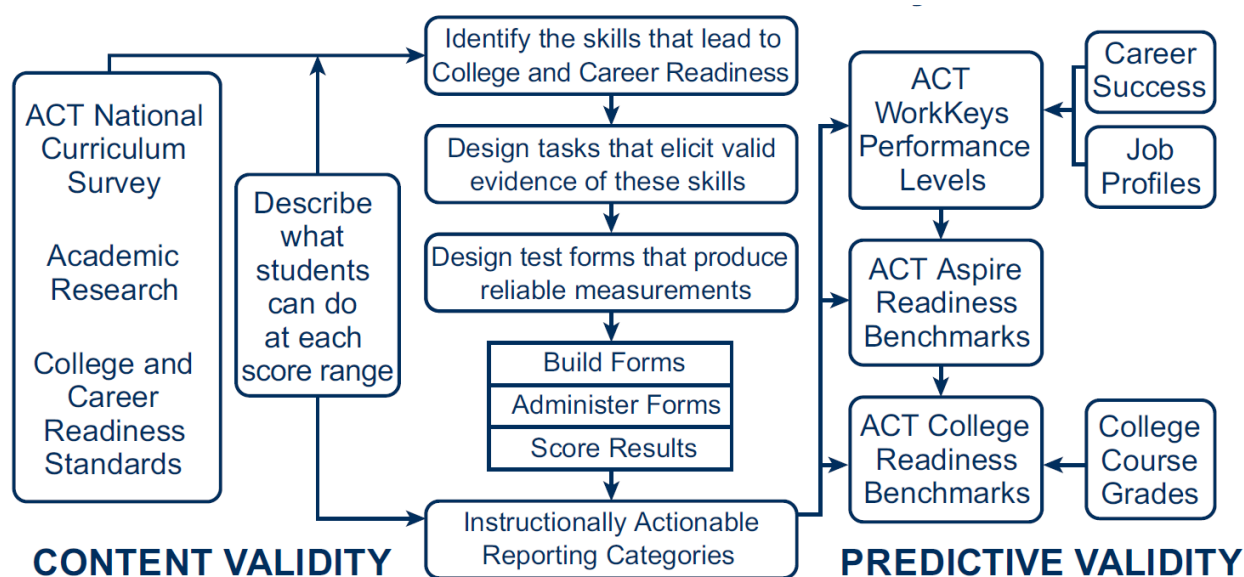 ACT National
Curriculum
Survey
Academic
Research
College and
Career
Readiness
Standards
Describe
what
students
can do
at each
score range
CONTENT VALIDITY
Identify the skills that lead to
College and Career Readiness
Design tasks that elicit valid
evidence of these skills
Design test forms that produce
reliable measurements
Build Forms
Administer Forms
Score Results
Instructionally Actionable
Reporting Categories
ACT
WorkKeys
Performance
Levels
Career
Success
Job
Profiles
ACT Aspire
Readiness
Benchmarks
ACT College
Readiness
Benchmarks
College
Course
Grades
PREDICTIVE VALIDITY